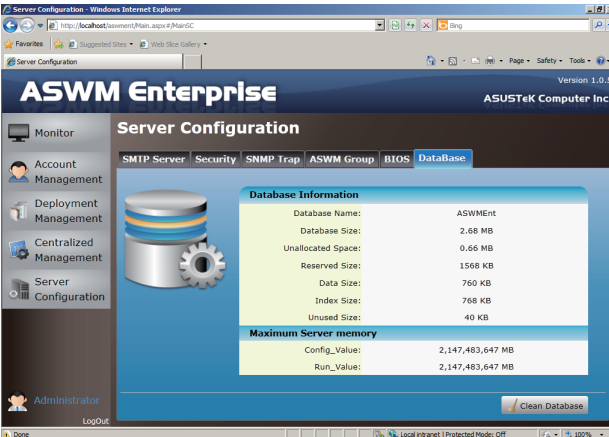 Server Configuration - Windows Internet Explorer
http://localhost/aswment/Main.aspx#/MainSC
Bing
Favorites
Suggested Sites
Web Slice Gallery
Server Configuration
Page
Safety
Tools
Version 1.0.5
ASWM Enterprise
ASUSTeK Computer Inc
Monitor
Account Management
Deployment Management
Centralized Management
Server Configuration
Administrator
LogOut
Server Configuration
SMTP Server Security SNMP Trap ASWM Group BIOS DataBase
Database Information
Database Name: ASWMEnt
Database Size: 2.68 MB
Unallocated Space: 0.66 MB
Reserved Size: 1568 KB
Data Size: 760 KB
Index Size: 768 KB
Unused Size: 40 KB
Maximum Server memory
Config_Value: 2,147,483,647 MB
Run_Value: 2,147,483,647 MB
Clean Database
Done
Local intranet | Protected Mode: Off
100%